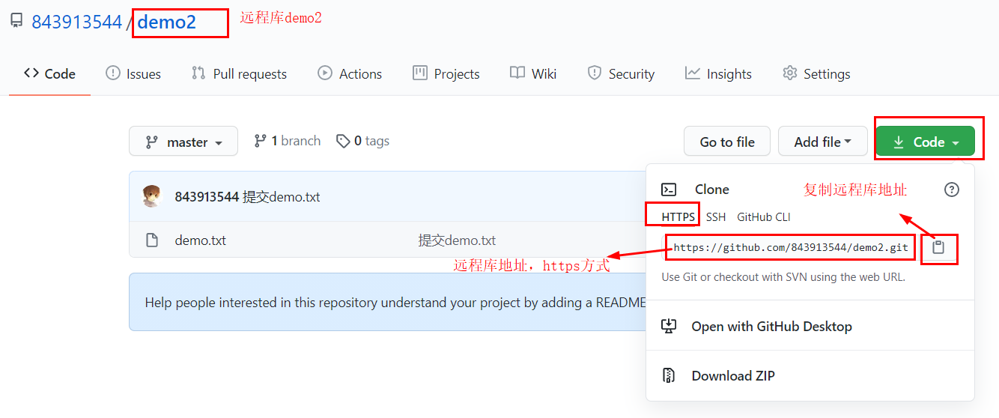 843913544 / demo2 远程库demo2
Code Issues Pull requests Actions Projects Wiki Security Insights Settings
master 1 branch 0 tags Go to file Add file Code
843913544 提交demo.txt
demo.txt 提交demo.txt
Help people interested in this repository understand your project by adding a README
Clone 复制远程库地址
HTTPS SSH GitHub CLI
https://github.com/843913544/demo2.git
远程库地址，https方式
Use Git or checkout with SVN using the web URL.
Open with GitHub Desktop
Download ZIP